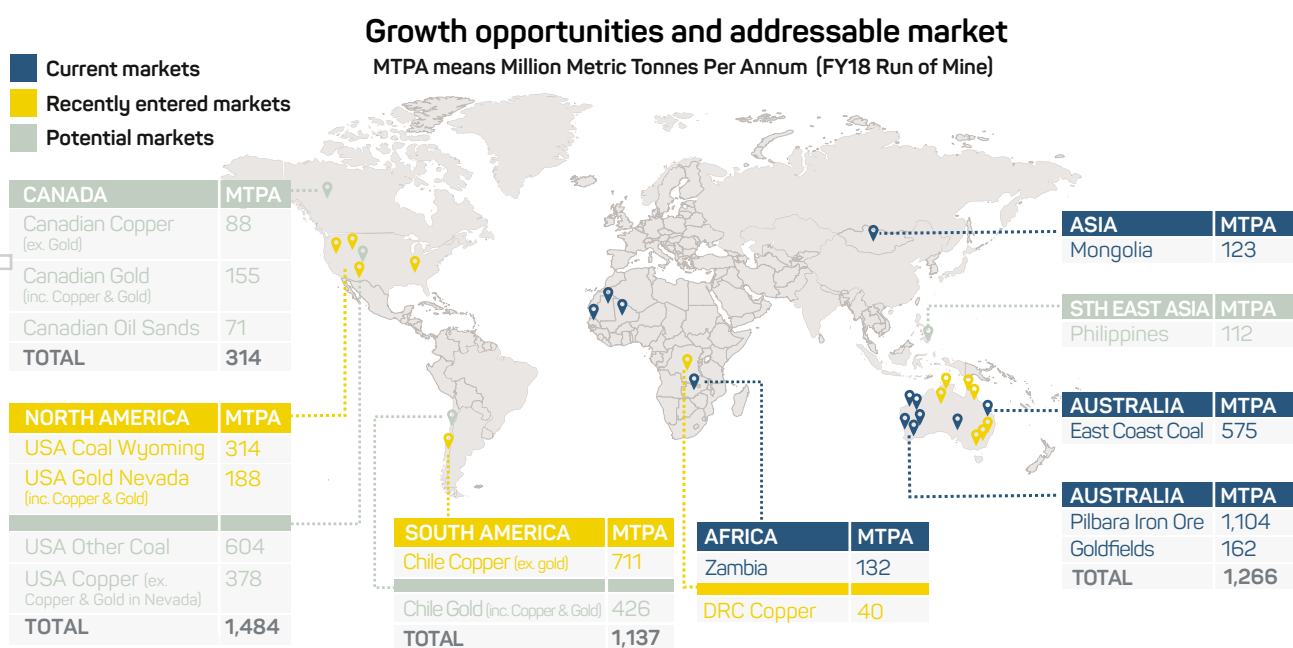 Growth opportunities and addressable market
MTPA means Million Metric Tonnes Per Annum (FY18 Run of Mine)
Current markets
Recently entered markets
Potential markets
CANADA MTPA
Canadian Copper 88
(ex. Gold)
Canadian Gold 155
(inc. Copper & Gold)
Canadian Oil Sands 71
TOTAL 314
NORTH AMERICA MTPA
USA Coal Wyoming 314
USA Gold Nevada 188
(inc. Copper & Gold)
USA Other Coal 604
USA Copper (ex. 378
Copper & Gold in Nevada)
TOTAL 1,484
SOUTH AMERICA MTPA
Chile Copper (ex. gold) 711
Chile Gold (inc. Copper & Gold) 426
TOTAL 1,137
AFRICA MTPA
Zambia 132
DRC Copper 40
ASIA MTPA
Mongolia 123
STH EAST ASIA MTPA
Philippines 112
AUSTRALIA MTPA
East Coast Coal 575
AUSTRALIA MTPA
Pilbara Iron Ore 1,104
Goldfields 162
TOTAL 1,266